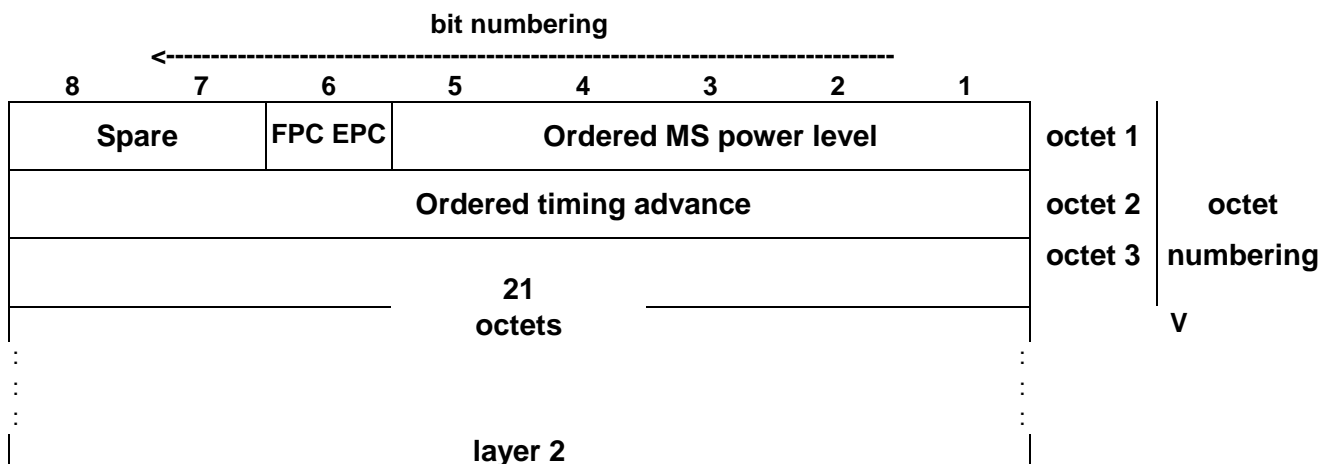 bit numbering
<--------------------------------------------------------------------------------
8 7 6 5 4 3 2 1
Spare FPC EPC Ordered MS power level octet 1
Ordered timing advance octet 2 octet
octet 3 numbering
21
octets V
: :
: :
: :
layer 2